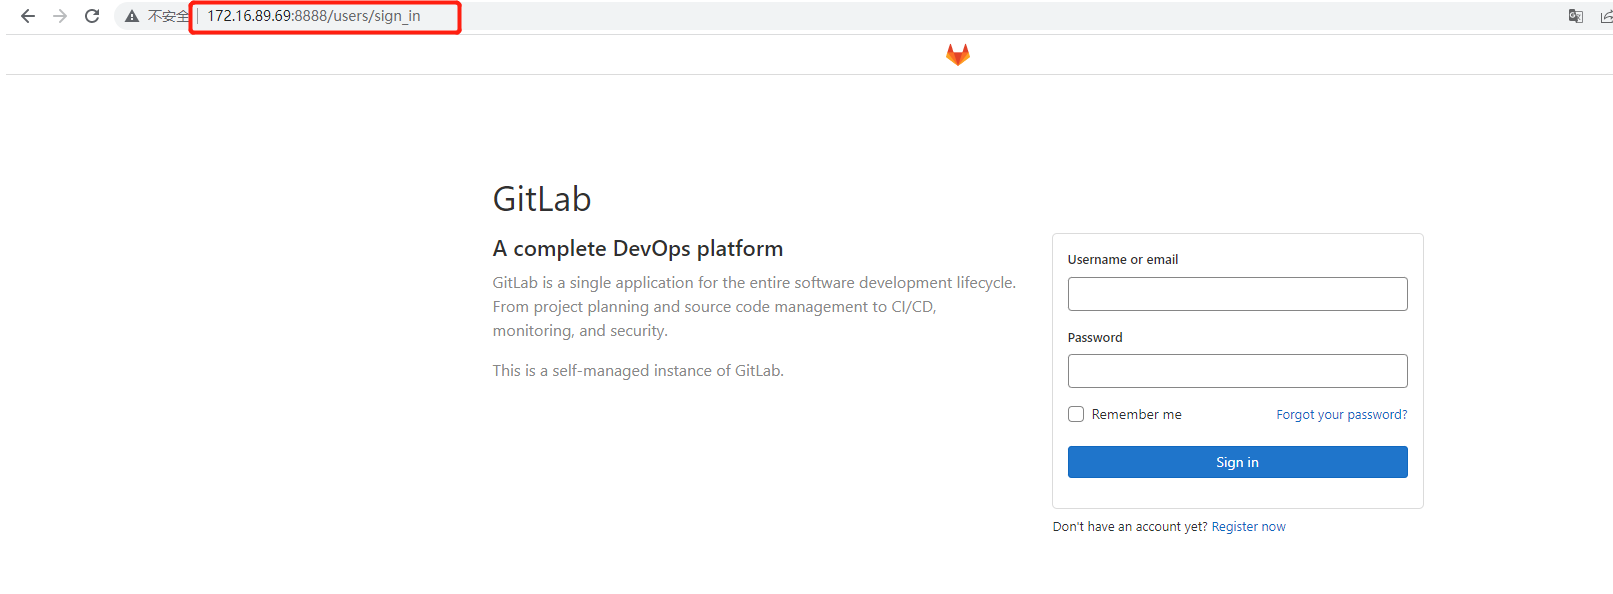 不安全 172.16.89.69:8888/users/sign_in
GitLab
A complete DevOps platform
GitLab is a single application for the entire software development lifecycle.
From project planning and source code management to CI/CD,
monitoring, and security.
This is a self-managed instance of GitLab.
Username or email
Password
Remember me Forgot your password?
Sign in
Don't have an account yet? Register now